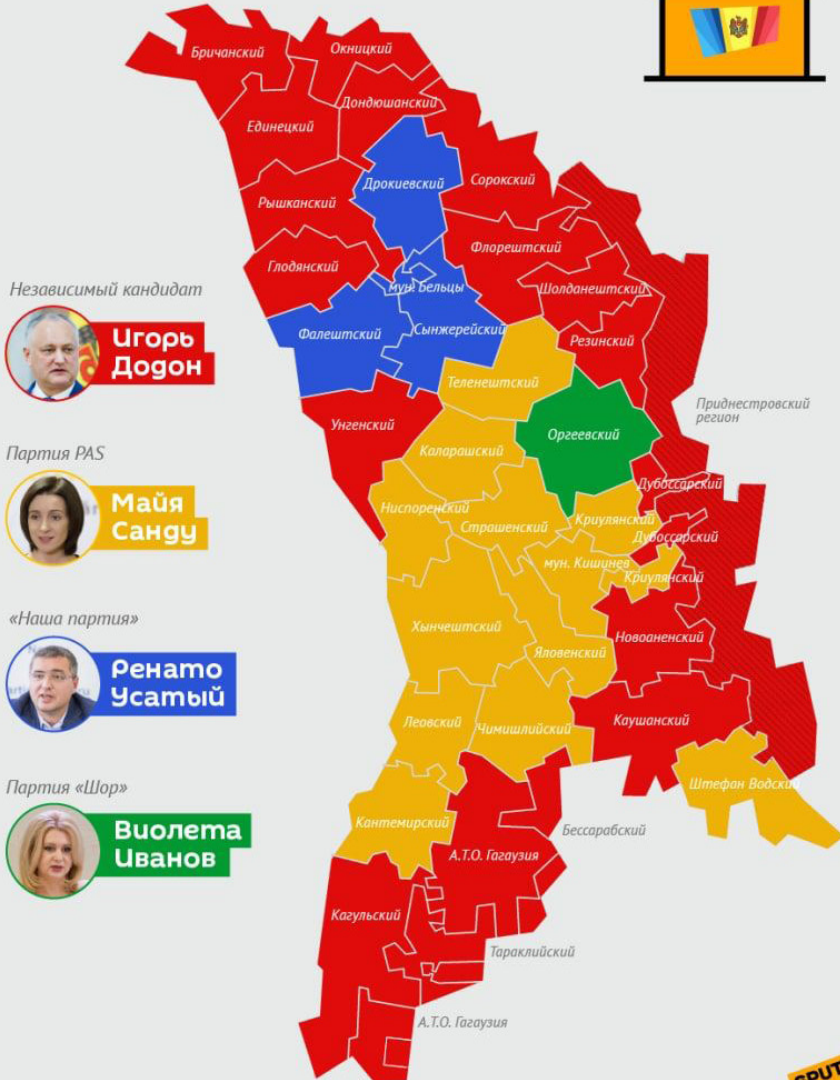 Бричанский
Окницкий
Дондюшанский
Единецкий
Дрокиевский
Сорокский
Рышканский
Флорештский
Глодянский
мун. Бельцы
Шолданештский
Независимый кандидат
Игорь
Додон
Фалештский
Сынжерейский
Резинский
Теленештский
Приднестровский
регион
Унгенский
Оргеевский
Каларашский
Партия PAS
Майя
Санду
Дубоссарский
Ниспоренский
Страшенский
Криулянский
Дубоссарский
мун. Кишинев
Криулянский
«Наша партия»
Ренато
Усатый
Хынчештский
Новоаненский
Яловенский
Леовский
Чимишлийский
Каушанский
Партия «Шор»
Виолета
Иванов
Штефан Водский
Кантемирский
Бессарабский
А.Т.О. Гагаузия
Кагульский
Тараклийский
А.Т.О. Гагаузия